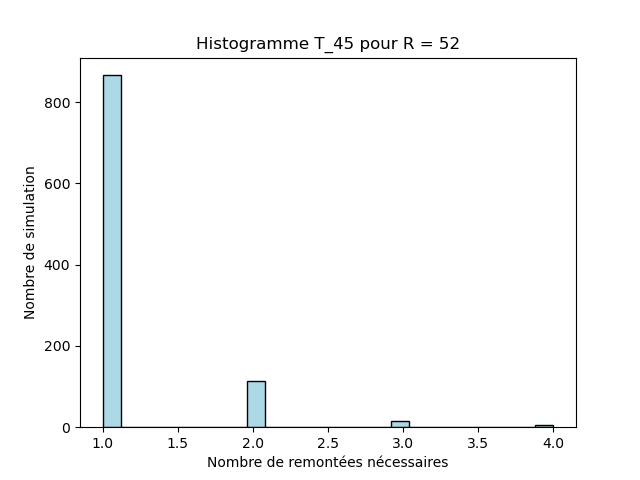 Histogramme T_45 pour R = 52
Nombre de simulation
800
600
400
200
0
1.0 1.5 2.0 2.5 3.0 3.5 4.0
Nombre de remontées nécessaires